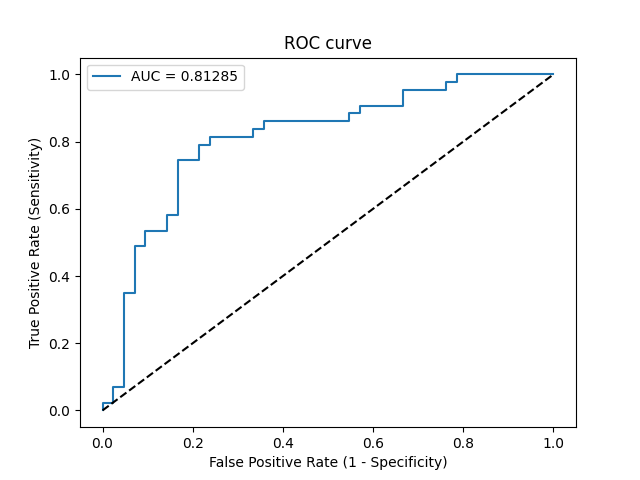 ROC curve
AUC = 0.81285
True Positive Rate (Sensitivity)
1.0
0.8
0.6
0.4
0.2
0.0
0.0 0.2 0.4 0.6 0.8 1.0
False Positive Rate (1 - Specificity)